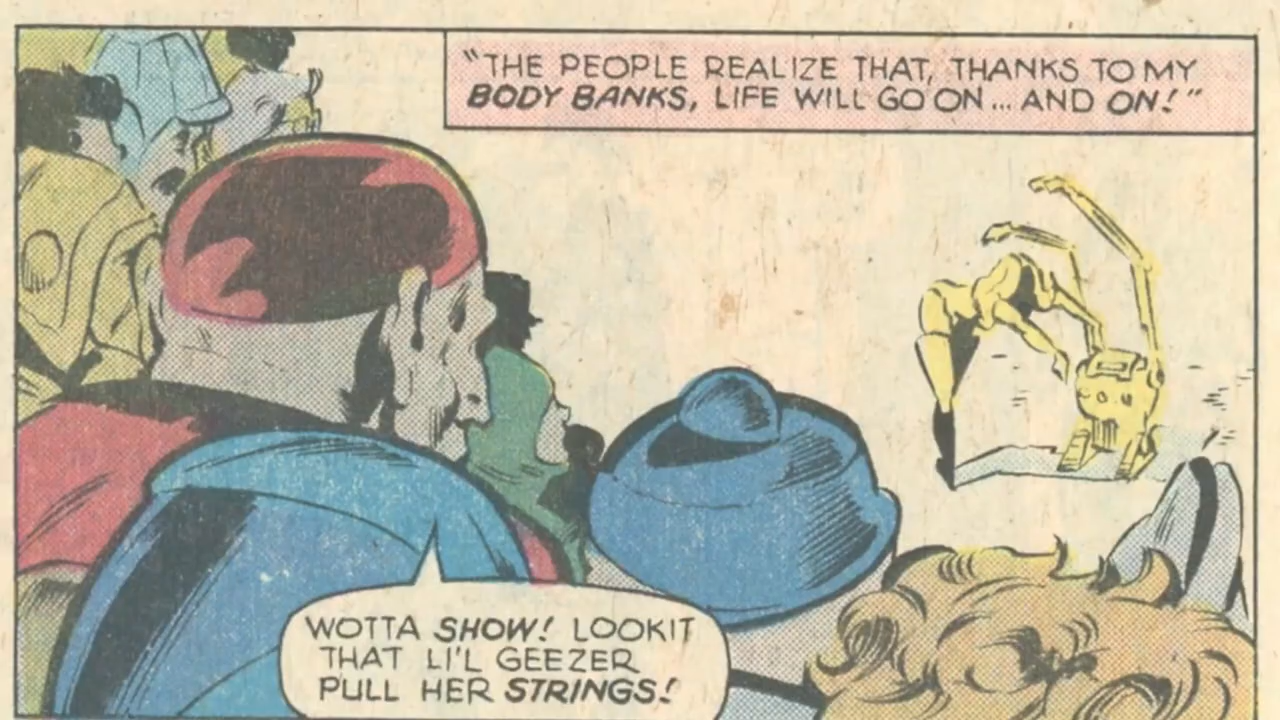 "THE PEOPLE REALIZE THAT, THANKS TO MY
BODY BANKS, LIFE WILL GO ON... AND ON!"
WOTTA SHOW! LOOKIT
THAT LI'L GEEZER
PULL HER STRINGS!